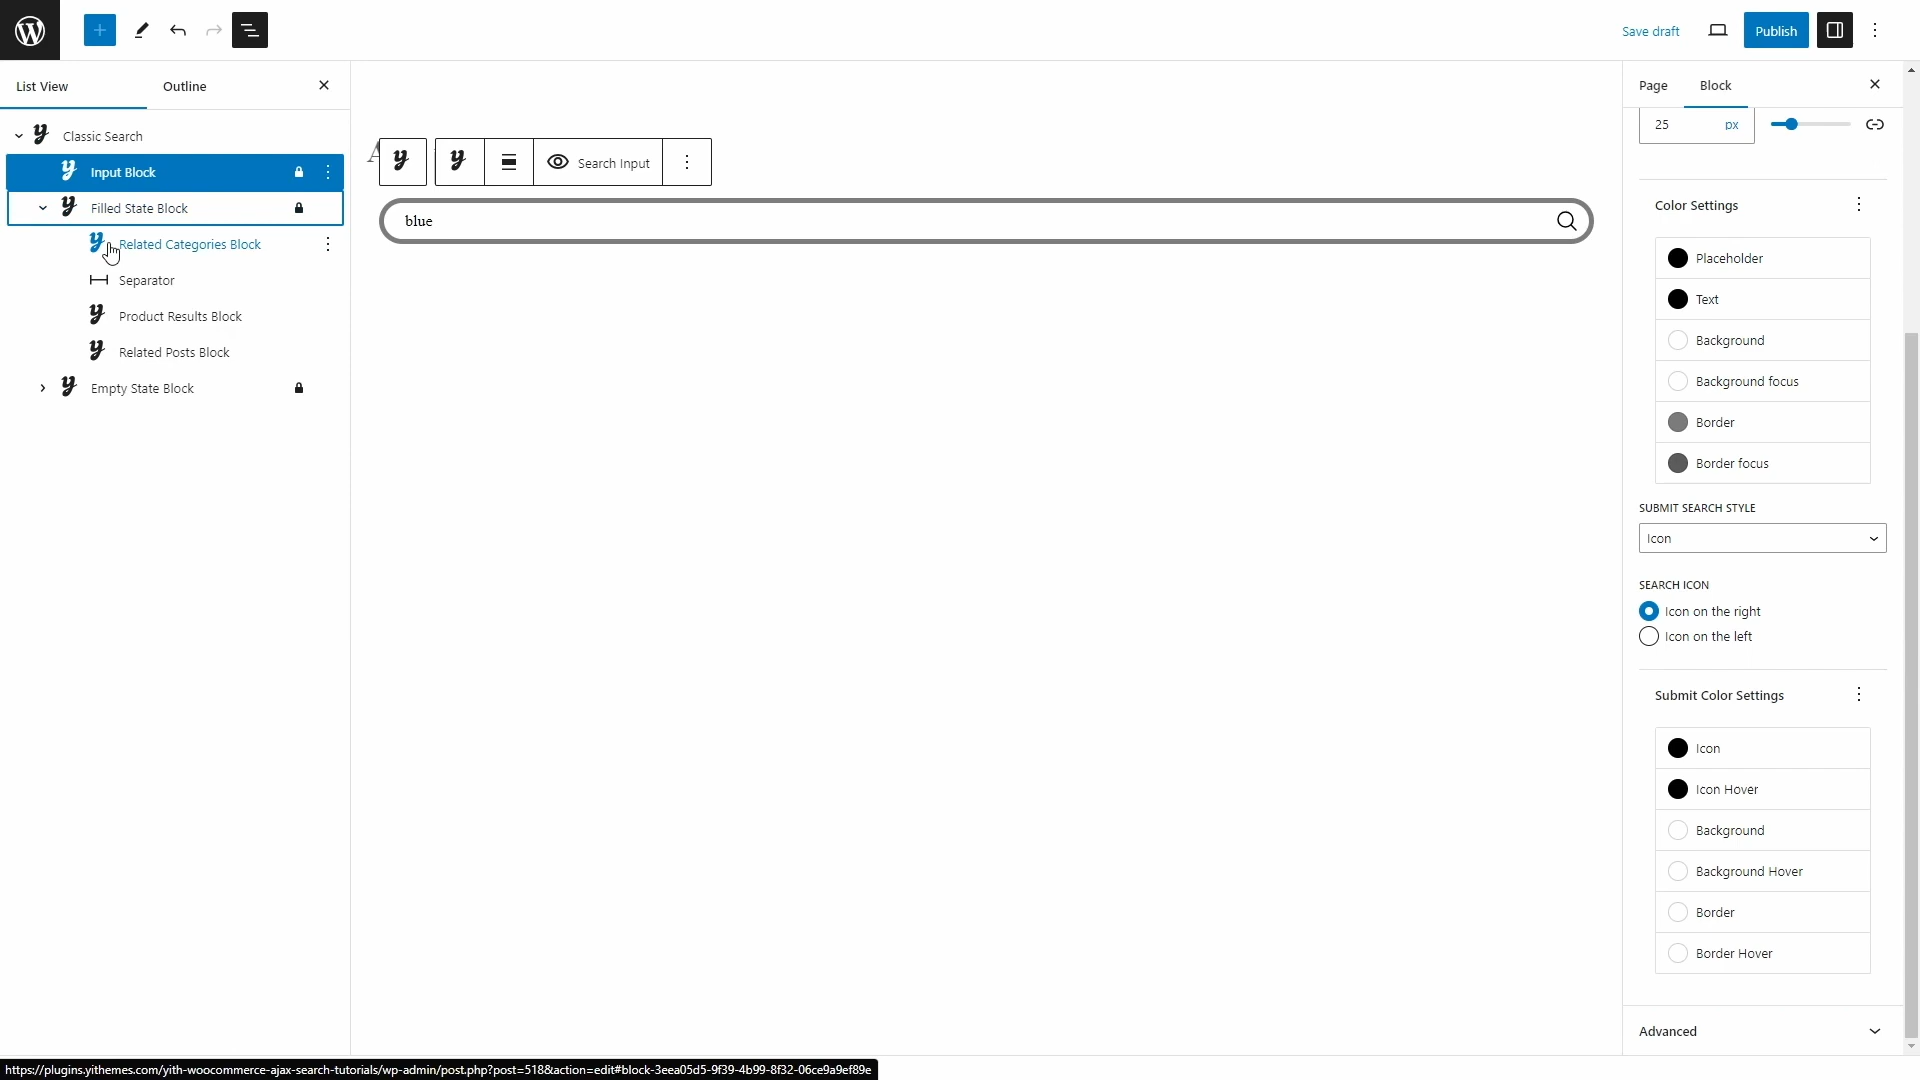 Save draft
Publish
List View
Outline
Classic Search
Input Block
Filled State Block
Related Categories Block
Separator
Product Results Block
Related Posts Block
Empty State Block
Search Input
blue
Page
Block
25
px
Color Settings
Placeholder
Text
Background
Background focus
Border
Border focus
SUBMIT SEARCH STYLE
Icon
SEARCH ICON
Icon on the right
Icon on the left
Submit Color Settings
Icon
Icon Hover
Background
Background Hover
Border
Border Hover
Advanced
https://plugins.yithemes.com/yith-woocommerce-ajax-search-tutorials/wp-admin/post.php?post=518&action=edit#block-3eea05d5-9f39-4b99-8f32-06ce9a9ef89e